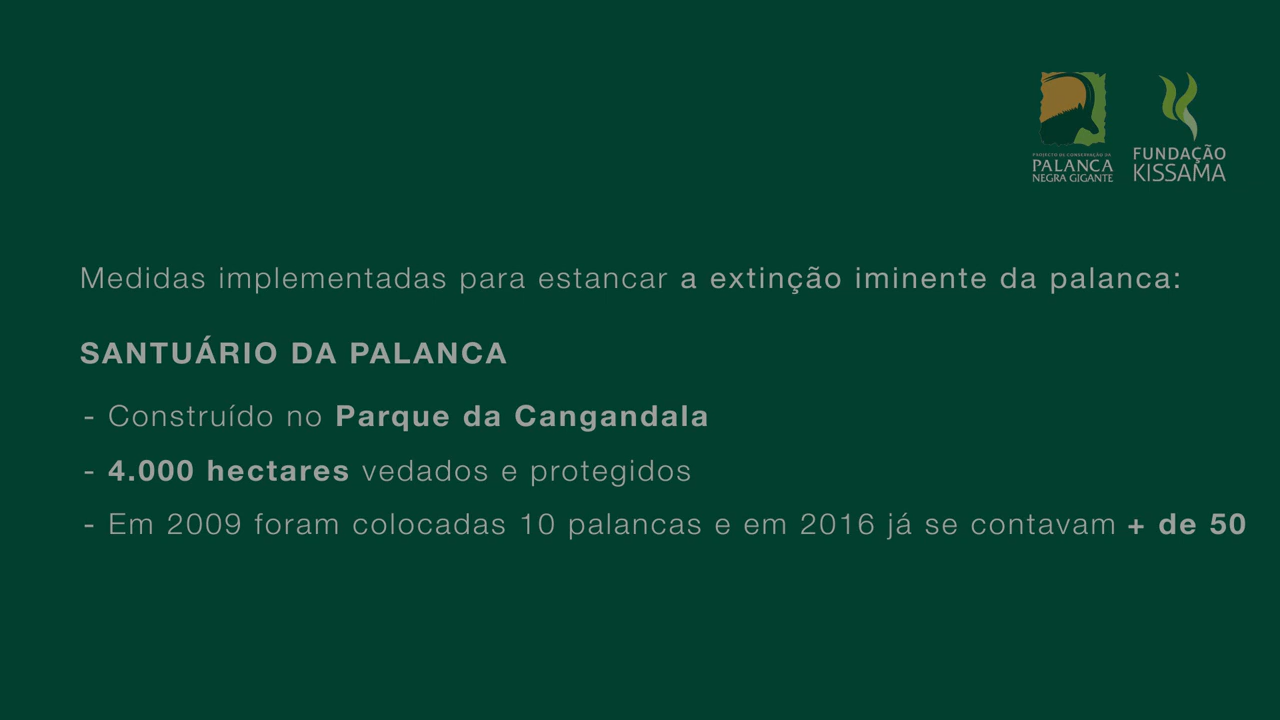 PROJECTO DE CONSERVAÇÃO DA
PALANCA
NEGRA GIGANTE
FUNDAÇÃO
KISSAMA
Medidas implementadas para estancar a extinção iminente da palanca:
SANTUÁRIO DA PALANCA
- Construído no Parque da Cangandala
- 4.000 hectares vedados e protegidos
- Em 2009 foram colocadas 10 palancas e em 2016 já se contavam + de 50